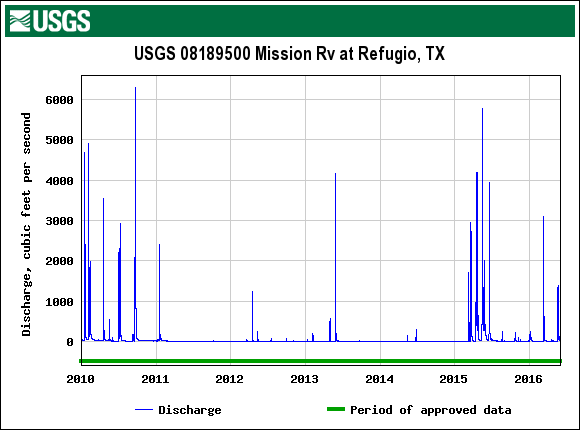 USGS
USGS 08189500 Mission Rv at Refugio, TX
Discharge, cubic feet per second
6000
5000
4000
3000
2000
1000
0
2010 2011 2012 2013 2014 2015 2016
Discharge
Period of approved data